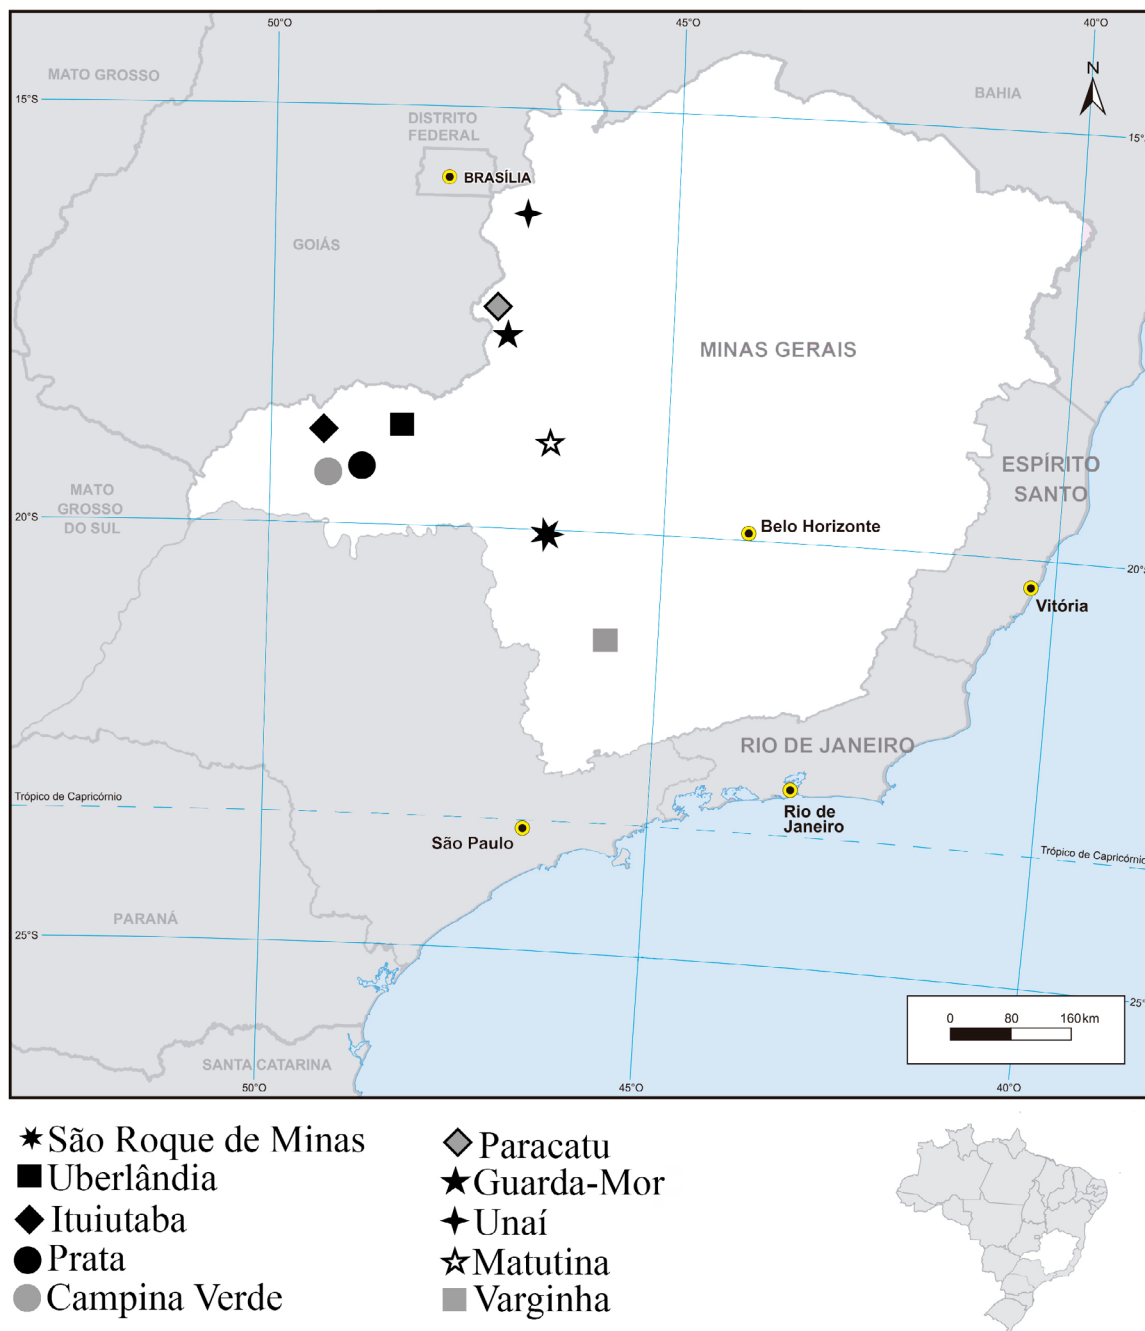 50°O
45°O
40°O
MATO GROSSO
N
BAHIA
15°S
DISTRITO
FEDERAL
15°
BRASÍLIA
GOIÁS
MINAS GERAIS
ESPÍRITO
SANTO
MATO
GROSSO
DO SUL
20°S
Belo Horizonte
20°S
Vitória
RIO DE JANEIRO
Trópico de Capricórnio
Rio de
Janeiro
São Paulo
Trópico de Capricórnio
PARANÁ
25°S
25°
0 80 160 km
SANTA CATARINA
50°O
45°O
40°O
São Roque de Minas
Uberlândia
Ituiutaba
Prata
Campina Verde
Paracatu
Guarda-Mor
Unaí
Matutina
Varginha